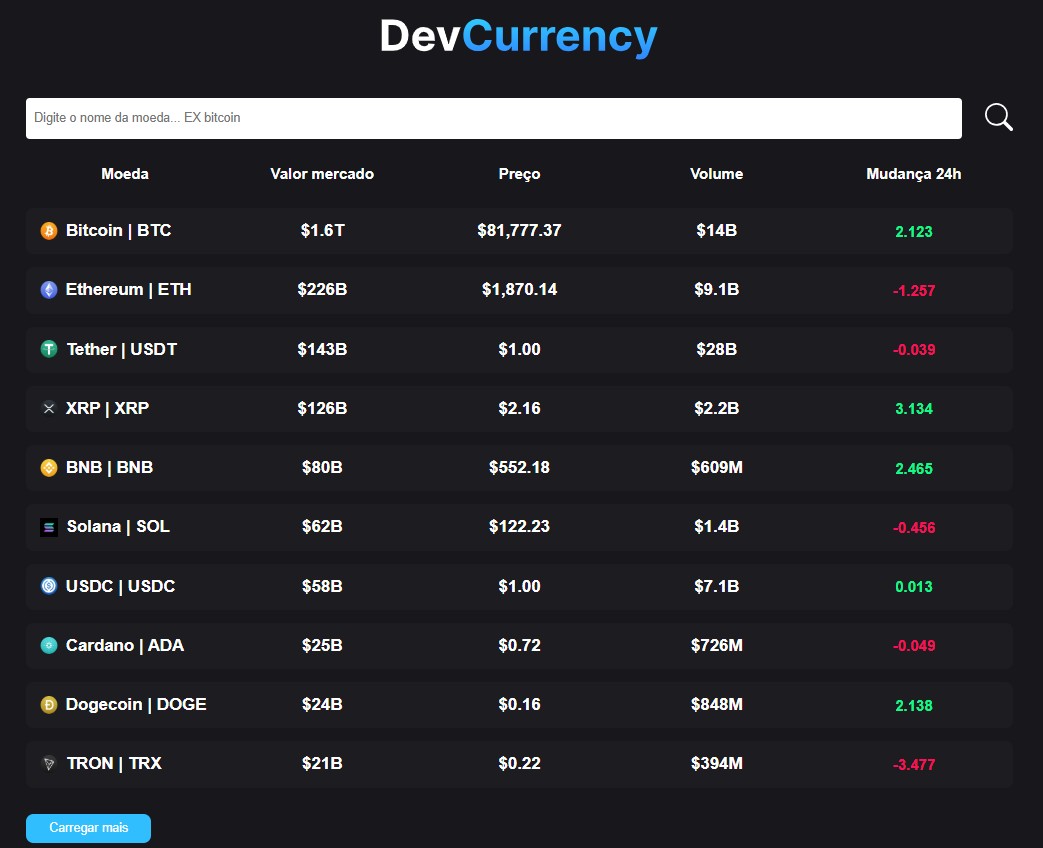 DevCurrency
Digite o nome da moeda... EX bitcoin
Moeda Valor mercado Preço Volume Mudança 24h
Bitcoin | BTC $1.6T $81,777.37 $14B 2.123
Ethereum | ETH $226B $1,870.14 $9.1B -1.257
Tether | USDT $143B $1.00 $28B -0.039
XRP | XRP $126B $2.16 $2.2B 3.134
BNB | BNB $80B $552.18 $609M 2.465
Solana | SOL $62B $122.23 $1.4B -0.456
USDC | USDC $58B $1.00 $7.1B 0.013
Cardano | ADA $25B $0.72 $726M -0.049
Dogecoin | DOGE $24B $0.16 $848M 2.138
TRON | TRX $21B $0.22 $394M -3.477
Carregar mais